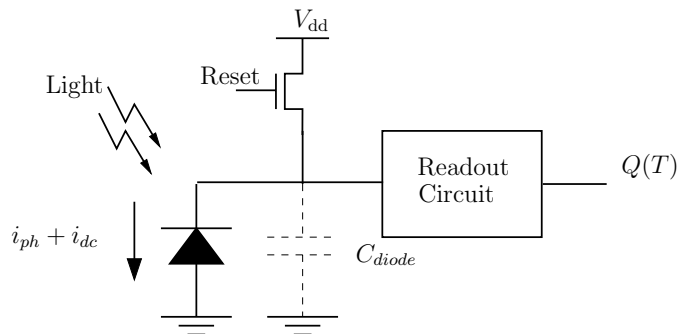 V_dd
Reset
Light
Readout
Circuit
Q(T)
i_ph + i_dc
C_diode